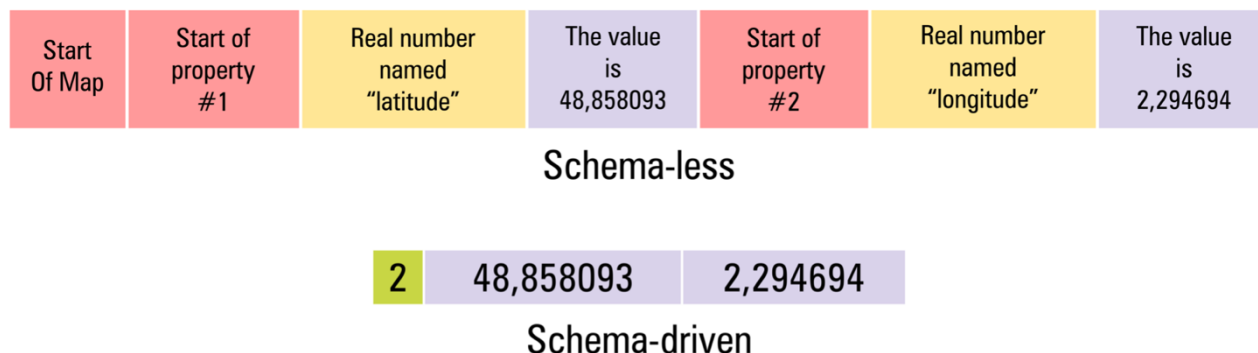 Start
Of Map
Start of
property
#1
Real number
named
“latitude”
The value
is
48,858093
Start of
property
#2
Real number
named
“longitude”
The value
is
2,294694
Schema-less
2
48,858093
2,294694
Schema-driven